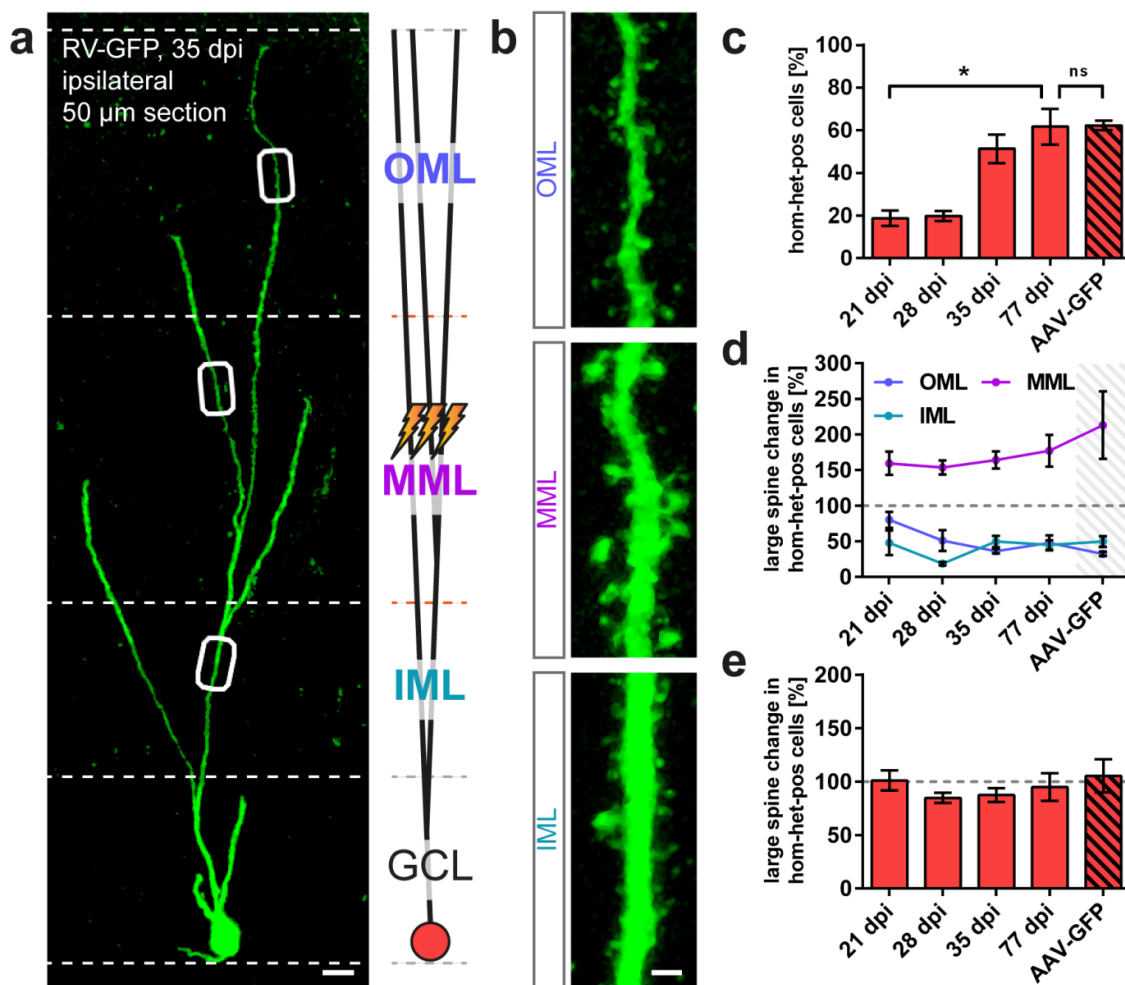 a
RV-GFP, 35 dpi
ipsilateral
50 µm section
OML
MML
IML
GCL
b
OML
MML
IML
c
hom-het-pos cells [%]
100
80
60
40
20
0
*
ns
21 dpi
28 dpi
35 dpi
77 dpi
AAV-GFP
d
large spine change in
hom-het-pos cells [%]
300
250
200
150
100
50
0
OML
MML
IML
21 dpi
28 dpi
35 dpi
77 dpi
AAV-GFP
e
large spine change in
hom-het-pos cells [%]
200
150
100
50
0
21 dpi
28 dpi
35 dpi
77 dpi
AAV-GFP